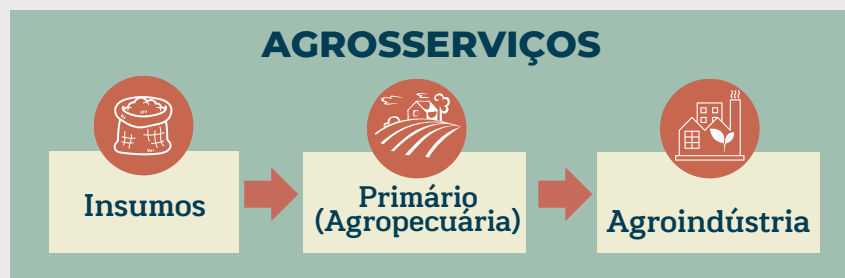 AGROSSERVIÇOS
Insumos
Primário
(Agropecuária)
Agroindústria